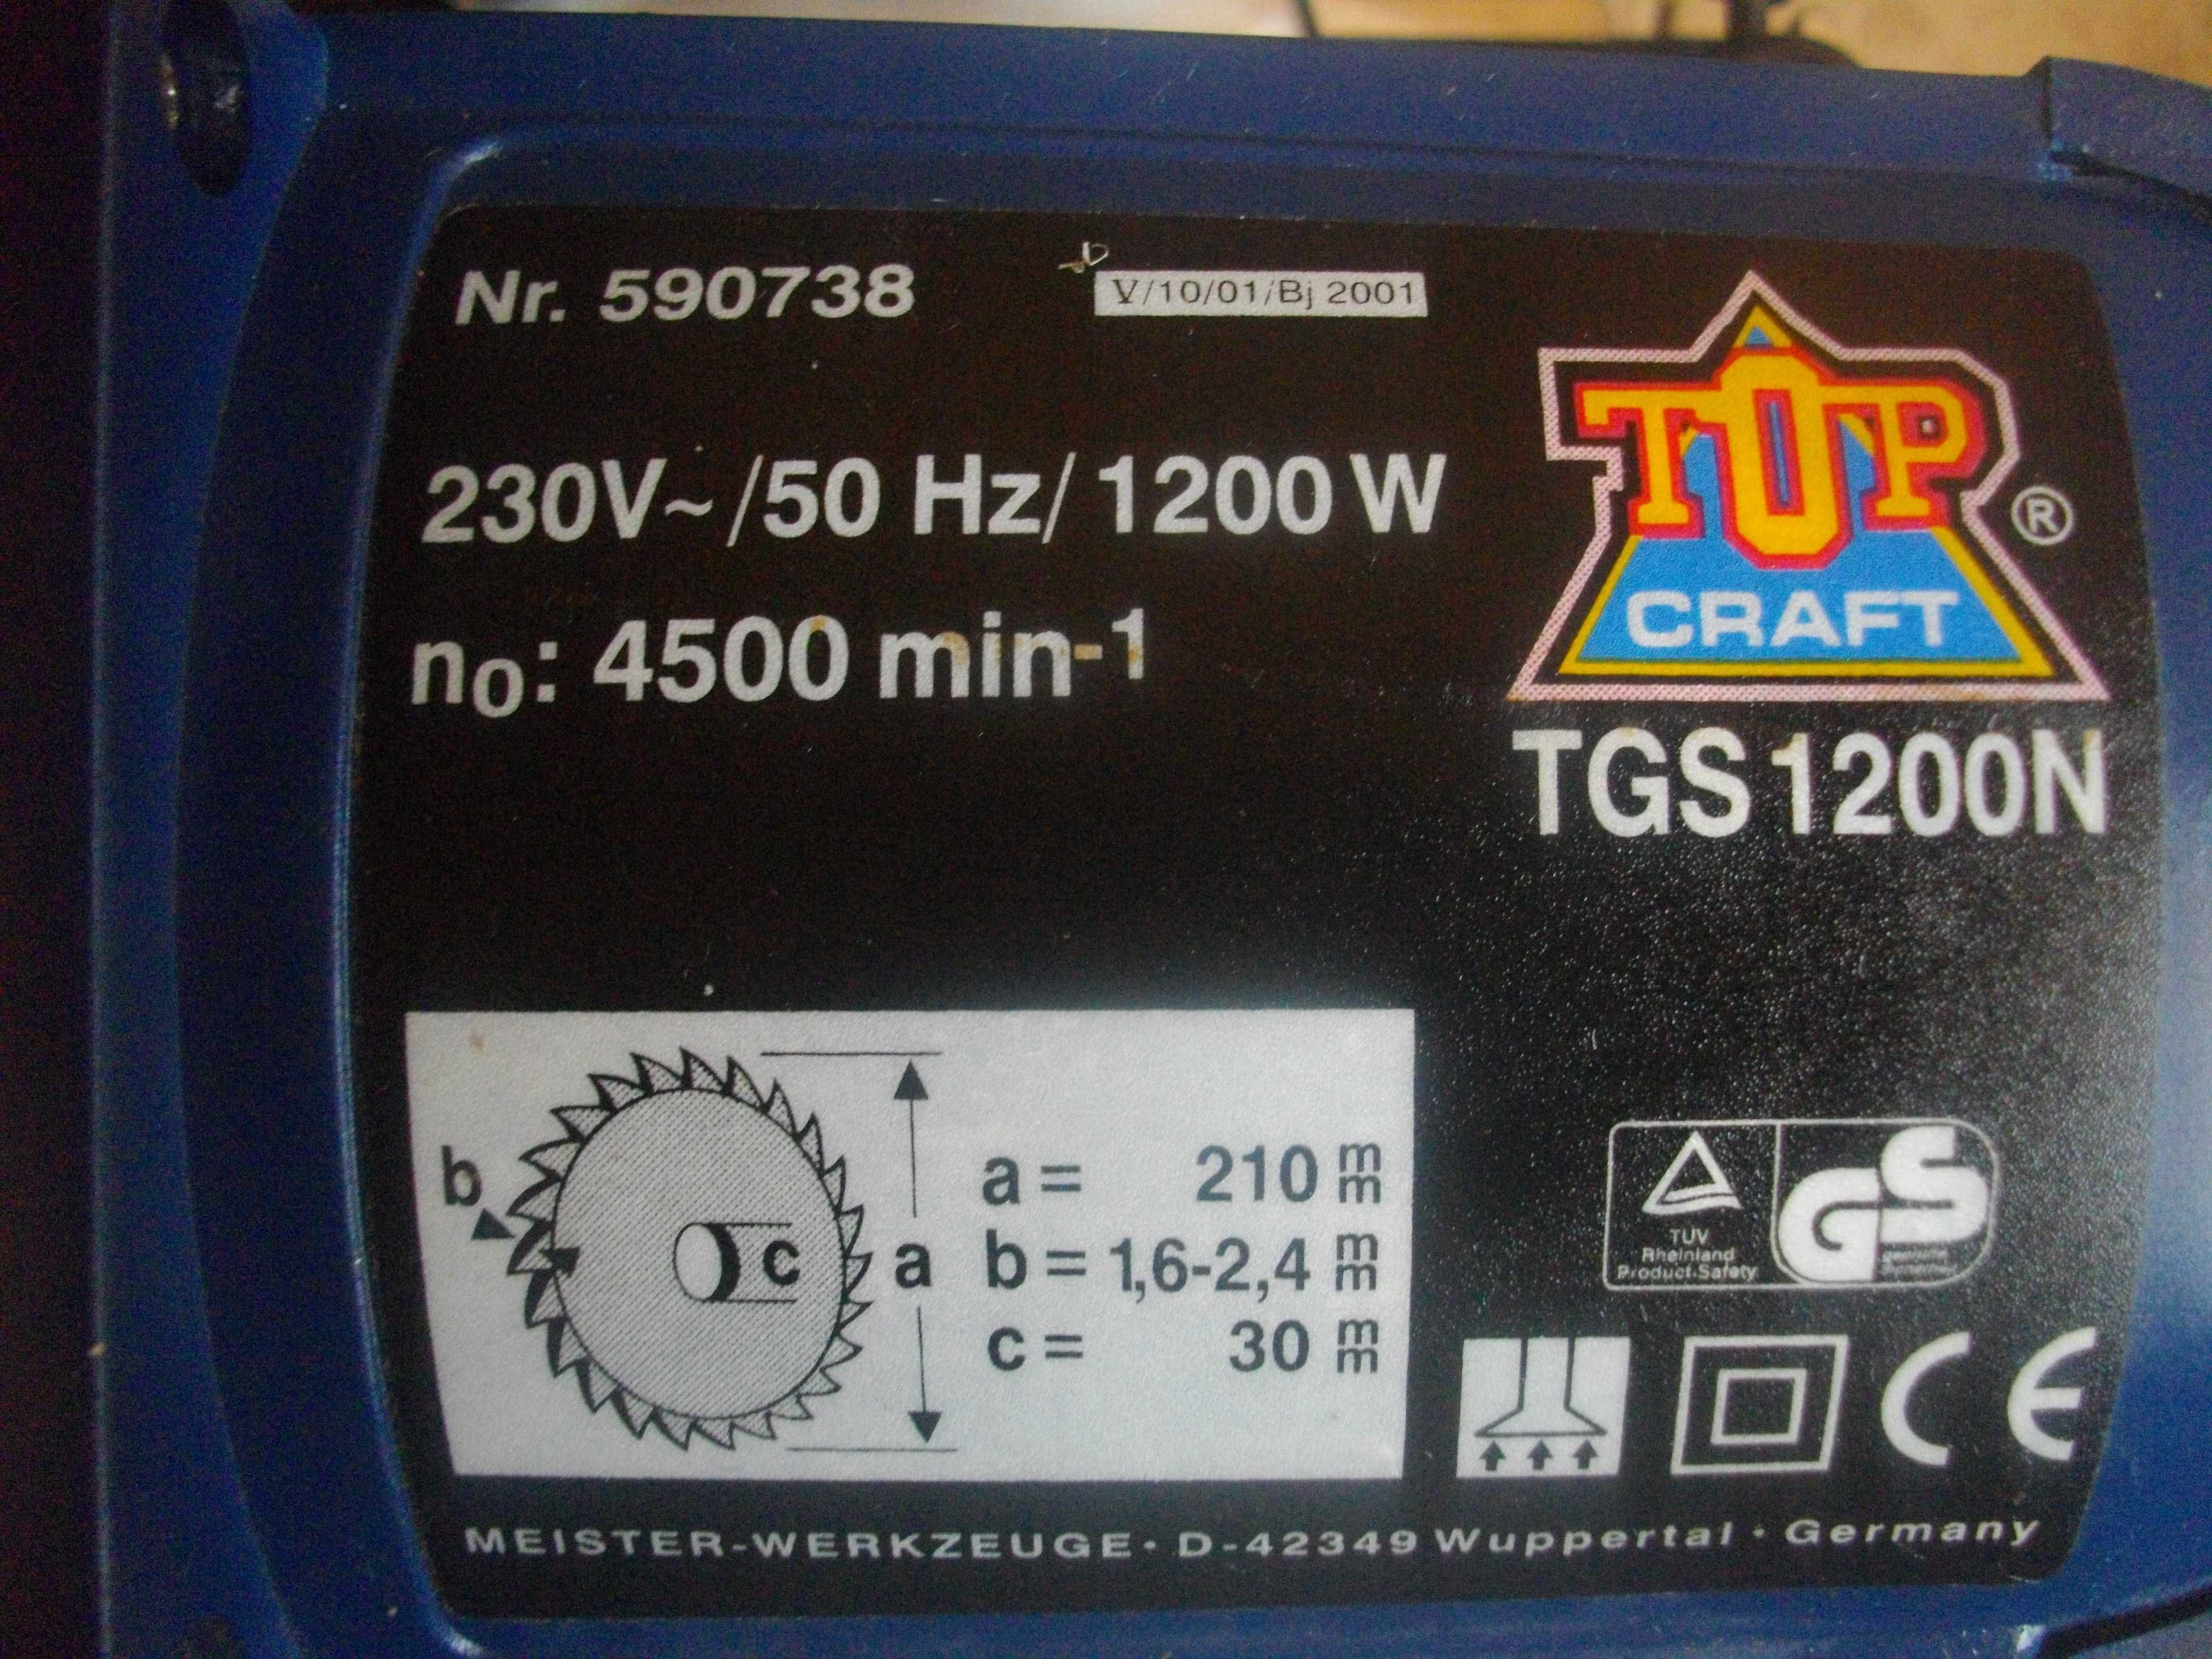 Nr. 590738
V/10/01/Bj 2001
TOP
CRAFT
®
230V~ /50 Hz/ 1200 W
n₀: 4500 min⁻¹
TGS 1200N
b
c
a
a = 210 mm
b = 1,6-2,4 mm
c = 30 mm
TÜV
Rheinland
Product Safety
GS
CE
MEISTER-WERKZEUGE · D-42349 Wuppertal · Germany